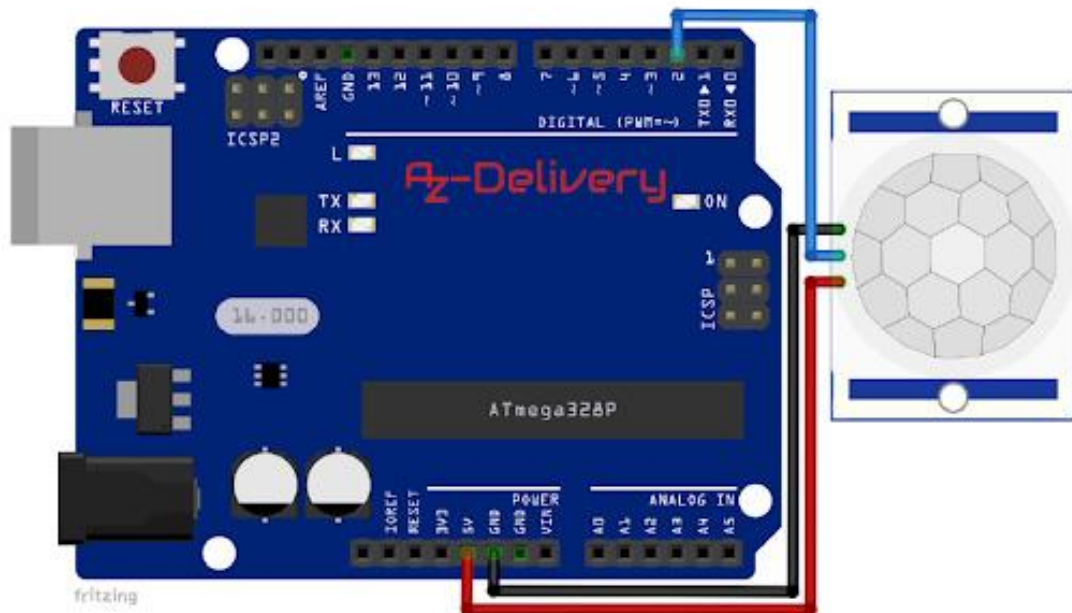 RESET
ICSP2
AREF
GND
13
12
~11
~10
~9
8
7
~6
~5
4
~3
2
TX0▶1
RX0◀0
DIGITAL (PWM=~)
L
Az-Delivery
TX
RX
ON
1
ICSP
16.000
ATmega328P
POWER
ANALOG IN
IOREF
RESET
3V3
5V
GND
GND
VIN
A0
A1
A2
A3
A4
A5
fritzing